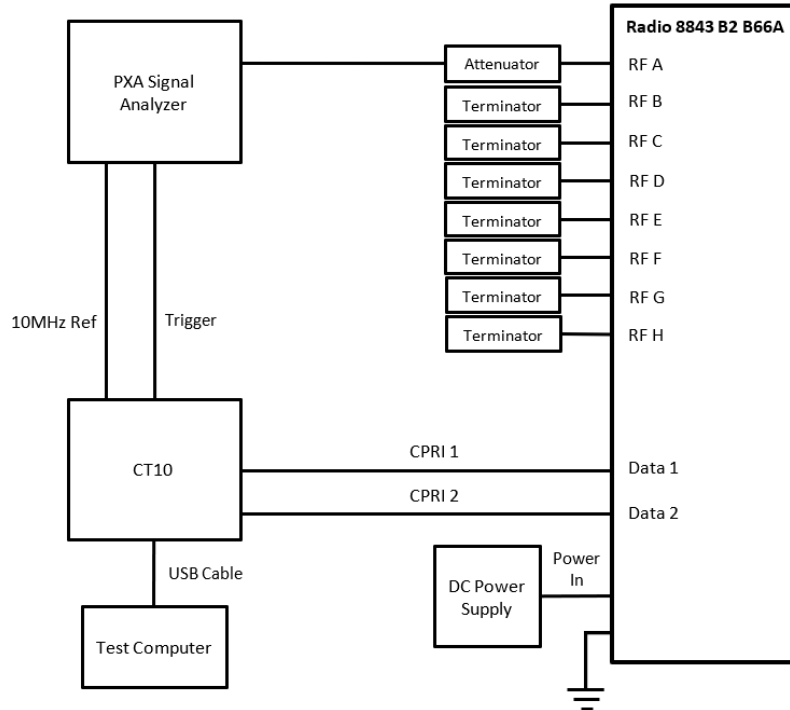 Radio 8843 B2 B66A
PXA Signal
Analyzer
Attenuator
RF A
Terminator
RF B
Terminator
RF C
Terminator
RF D
Terminator
RF E
Terminator
RF F
Terminator
RF G
Terminator
RF H
10MHz Ref
Trigger
CT10
CPRI 1
Data 1
CPRI 2
Data 2
USB Cable
DC Power
Supply
Power
In
Test Computer